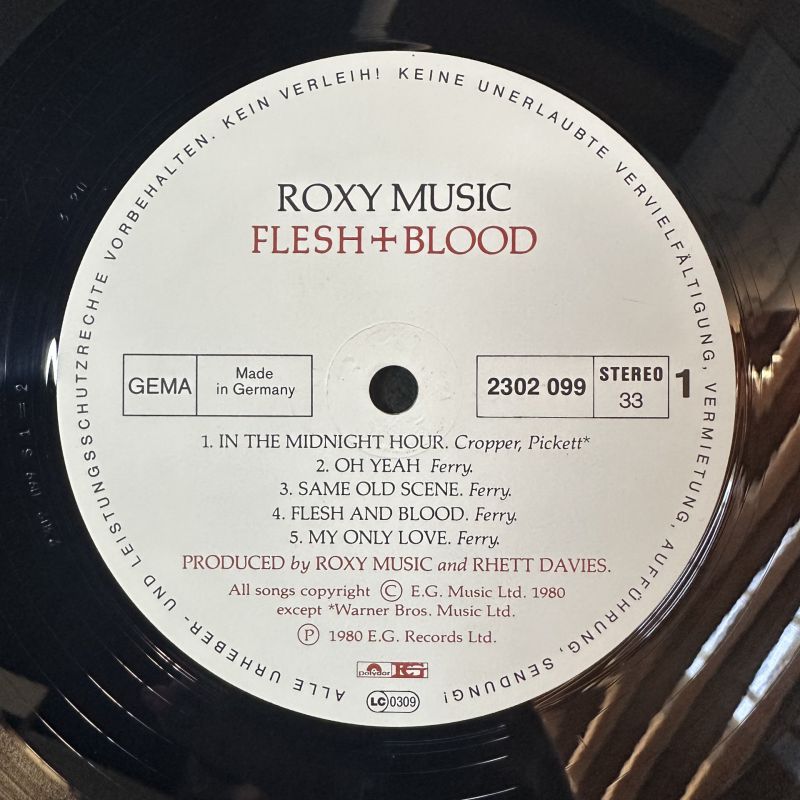 ALLE URHEBER- UND LEISTUNGSSCHUTZRECHTE VORBEHALTEN. KEIN VERLEIH! KEINE UNERLAUBTE VERVIELFÄLTIGUNG, VERMIETUNG, AUFFÜHRUNG, SENDUNG!
ROXY MUSIC
FLESH+BLOOD
GEMA
Made
in Germany
2302 099
STEREO
33
1
1. IN THE MIDNIGHT HOUR. Cropper, Pickett*
2. OH YEAH Ferry.
3. SAME OLD SCENE. Ferry.
4. FLESH AND BLOOD. Ferry.
5. MY ONLY LOVE. Ferry.
PRODUCED by ROXY MUSIC and RHETT DAVIES.
All songs copyright © E.G. Music Ltd. 1980
except *Warner Bros. Music Ltd.
℗ 1980 E.G. Records Ltd.
polydor
LC 0309